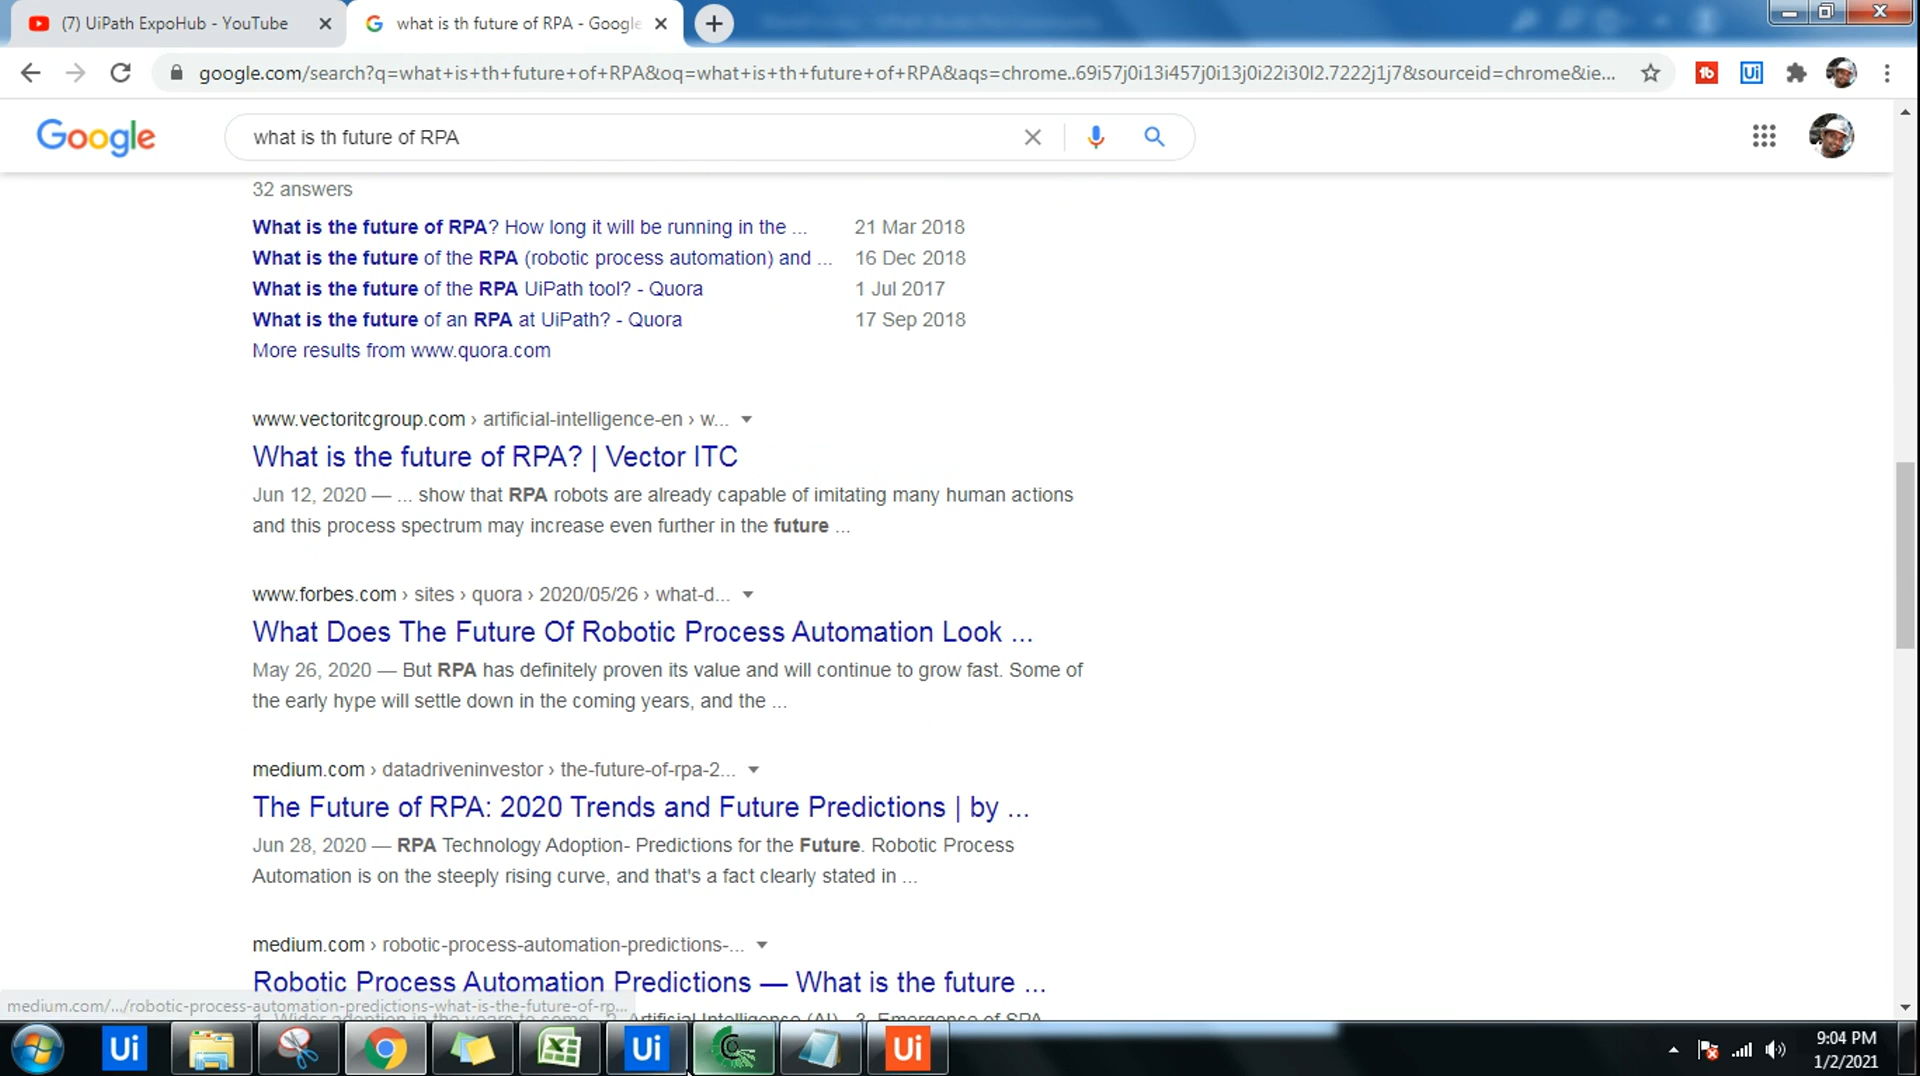 (7) UiPath ExpoHub - YouTube
what is th future of RPA - Google
google.com/search?q=what+is+th+future+of+RPA&oq=what+is+th+future+of+RPA&aqs=chrome..69i57j0i13i457j0i13j0i22i30l2.7222j1j7&sourceid=chrome&ie...
Google
what is th future of RPA
32 answers
What is the future of RPA? How long it will be running in the ... 21 Mar 2018
What is the future of the RPA (robotic process automation) and ... 16 Dec 2018
What is the future of the RPA UiPath tool? - Quora 1 Jul 2017
What is the future of an RPA at UiPath? - Quora 17 Sep 2018
More results from www.quora.com
www.vectoritcgroup.com › artificial-intelligence-en › w...
What is the future of RPA? | Vector ITC
Jun 12, 2020 — ... show that RPA robots are already capable of imitating many human actions
and this process spectrum may increase even further in the future ...
www.forbes.com › sites › quora › 2020/05/26 › what-d...
What Does The Future Of Robotic Process Automation Look ...
May 26, 2020 — But RPA has definitely proven its value and will continue to grow fast. Some of
the early hype will settle down in the coming years, and the ...
medium.com › datadriveninvestor › the-future-of-rpa-2...
The Future of RPA: 2020 Trends and Future Predictions | by ...
Jun 28, 2020 — RPA Technology Adoption- Predictions for the Future. Robotic Process
Automation is on the steeply rising curve, and that's a fact clearly stated in ...
medium.com › robotic-process-automation-predictions-...
Robotic Process Automation Predictions — What is the future ...
medium.com/.../robotic-process-automation-predictions-what-is-the-future-of-rp...
Artificial Intelligence (AI) 3. Emergence of SPA
Ui
Ui
Ui
9:04 PM
1/2/2021